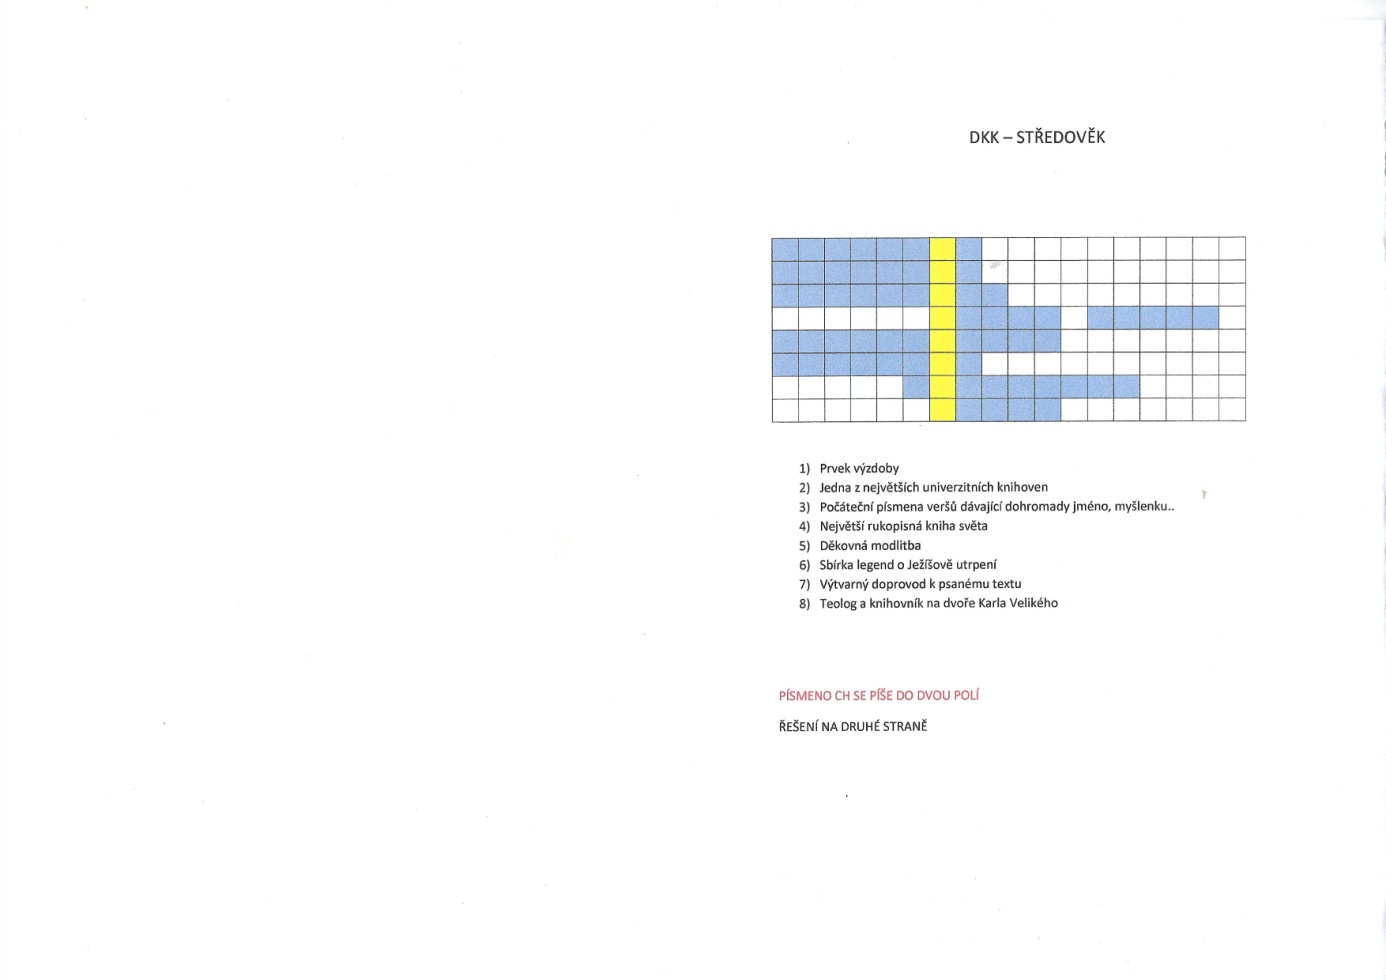 DKK – STŘEDOVĚK
1) Prvek výzdoby
2) Jedna z největších univerzitních knihoven
3) Počáteční písmena veršů dávající dohromady jméno, myšlenku..
4) Největší rukopisná kniha světa
5) Děkovná modlitba
6) Sbírka legend o Ježíšově utrpení
7) Výtvarný doprovod k psanému textu
8) Teolog a knihovník na dvoře Karla Velikého
PÍSMENO CH SE PÍŠE DO DVOU POLÍ
ŘEŠENÍ NA DRUHÉ STRANĚ